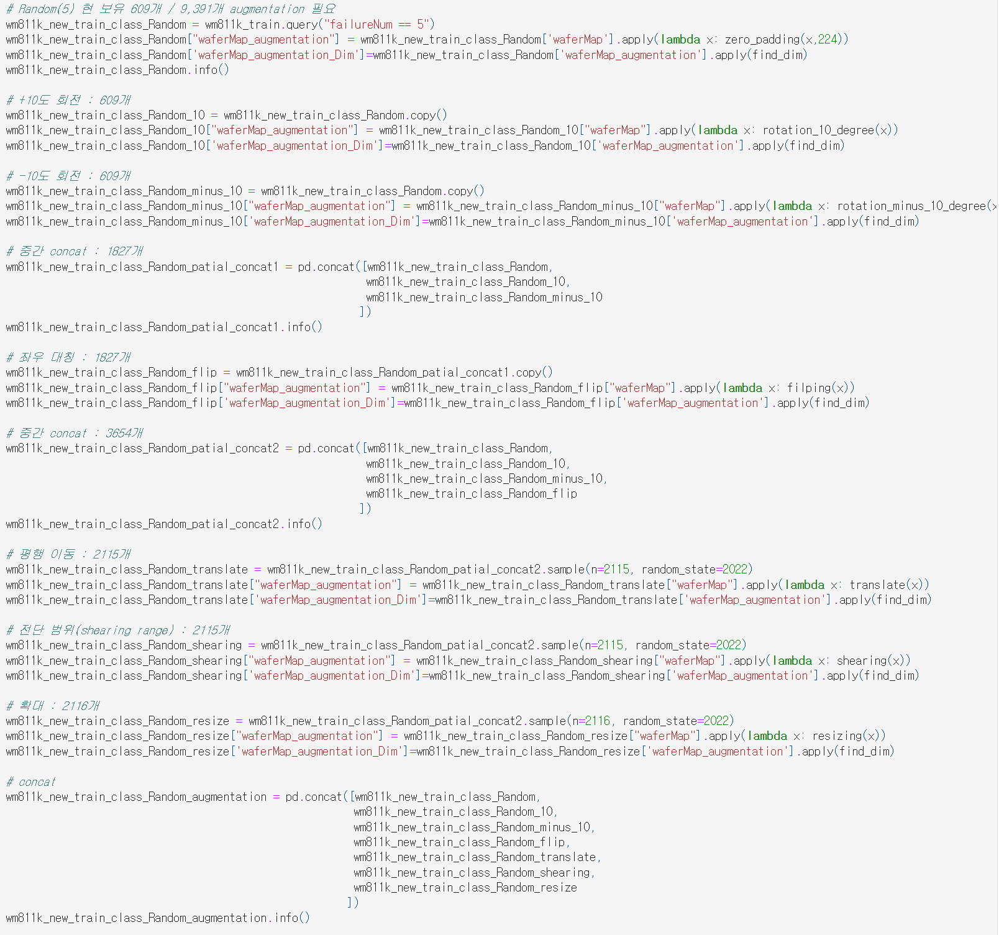 # Random(5) 현 보유 609개 / 9,391개 augmentation 필요
wm811k_new_train_class_Random = wm811k_train.query("failureNum == 5")
wm811k_new_train_class_Random["waferMap_augmentation"] = wm811k_new_train_class_Random['waferMap'].apply(lambda x: zero_padding(x,224))
wm811k_new_train_class_Random['waferMap_augmentation_Dim']=wm811k_new_train_class_Random['waferMap_augmentation'].apply(find_dim)
wm811k_new_train_class_Random.info()
# +10도 회전 : 609개
wm811k_new_train_class_Random_10 = wm811k_new_train_class_Random.copy()
wm811k_new_train_class_Random_10["waferMap_augmentation"] = wm811k_new_train_class_Random_10["waferMap"].apply(lambda x: rotation_10_degree(x))
wm811k_new_train_class_Random_10['waferMap_augmentation_Dim']=wm811k_new_train_class_Random_10['waferMap_augmentation'].apply(find_dim)
# -10도 회전 : 609개
wm811k_new_train_class_Random_minus_10 = wm811k_new_train_class_Random.copy()
wm811k_new_train_class_Random_minus_10["waferMap_augmentation"] = wm811k_new_train_class_Random_minus_10["waferMap"].apply(lambda x: rotation_minus_10_degree(x
wm811k_new_train_class_Random_minus_10['waferMap_augmentation_Dim']=wm811k_new_train_class_Random_minus_10['waferMap_augmentation'].apply(find_dim)
# 중간 concat : 1827개
wm811k_new_train_class_Random_patial_concat1 = pd.concat([wm811k_new_train_class_Random,
wm811k_new_train_class_Random_10,
wm811k_new_train_class_Random_minus_10
])
wm811k_new_train_class_Random_patial_concat1.info()
# 좌우 대칭 : 1827개
wm811k_new_train_class_Random_flip = wm811k_new_train_class_Random_patial_concat1.copy()
wm811k_new_train_class_Random_flip["waferMap_augmentation"] = wm811k_new_train_class_Random_flip["waferMap"].apply(lambda x: filping(x))
wm811k_new_train_class_Random_flip['waferMap_augmentation_Dim']=wm811k_new_train_class_Random_flip['waferMap_augmentation'].apply(find_dim)
# 중간 concat : 3654개
wm811k_new_train_class_Random_patial_concat2 = pd.concat([wm811k_new_train_class_Random,
wm811k_new_train_class_Random_10,
wm811k_new_train_class_Random_minus_10,
wm811k_new_train_class_Random_flip
])
wm811k_new_train_class_Random_patial_concat2.info()
# 평행 이동 : 2115개
wm811k_new_train_class_Random_translate = wm811k_new_train_class_Random_patial_concat2.sample(n=2115, random_state=2022)
wm811k_new_train_class_Random_translate["waferMap_augmentation"] = wm811k_new_train_class_Random_translate["waferMap"].apply(lambda x: translate(x))
wm811k_new_train_class_Random_translate['waferMap_augmentation_Dim']=wm811k_new_train_class_Random_translate['waferMap_augmentation'].apply(find_dim)
# 전단 범위(shearing range) : 2115개
wm811k_new_train_class_Random_shearing = wm811k_new_train_class_Random_patial_concat2.sample(n=2115, random_state=2022)
wm811k_new_train_class_Random_shearing["waferMap_augmentation"] = wm811k_new_train_class_Random_shearing["waferMap"].apply(lambda x: shearing(x))
wm811k_new_train_class_Random_shearing['waferMap_augmentation_Dim']=wm811k_new_train_class_Random_shearing['waferMap_augmentation'].apply(find_dim)
# 확대 : 2116개
wm811k_new_train_class_Random_resize = wm811k_new_train_class_Random_patial_concat2.sample(n=2116, random_state=2022)
wm811k_new_train_class_Random_resize["waferMap_augmentation"] = wm811k_new_train_class_Random_resize["waferMap"].apply(lambda x: resizing(x))
wm811k_new_train_class_Random_resize['waferMap_augmentation_Dim']=wm811k_new_train_class_Random_resize['waferMap_augmentation'].apply(find_dim)
# concat
wm811k_new_train_class_Random_augmentation = pd.concat([wm811k_new_train_class_Random,
wm811k_new_train_class_Random_10,
wm811k_new_train_class_Random_minus_10,
wm811k_new_train_class_Random_flip,
wm811k_new_train_class_Random_translate,
wm811k_new_train_class_Random_shearing,
wm811k_new_train_class_Random_resize
])
wm811k_new_train_class_Random_augmentation.info()